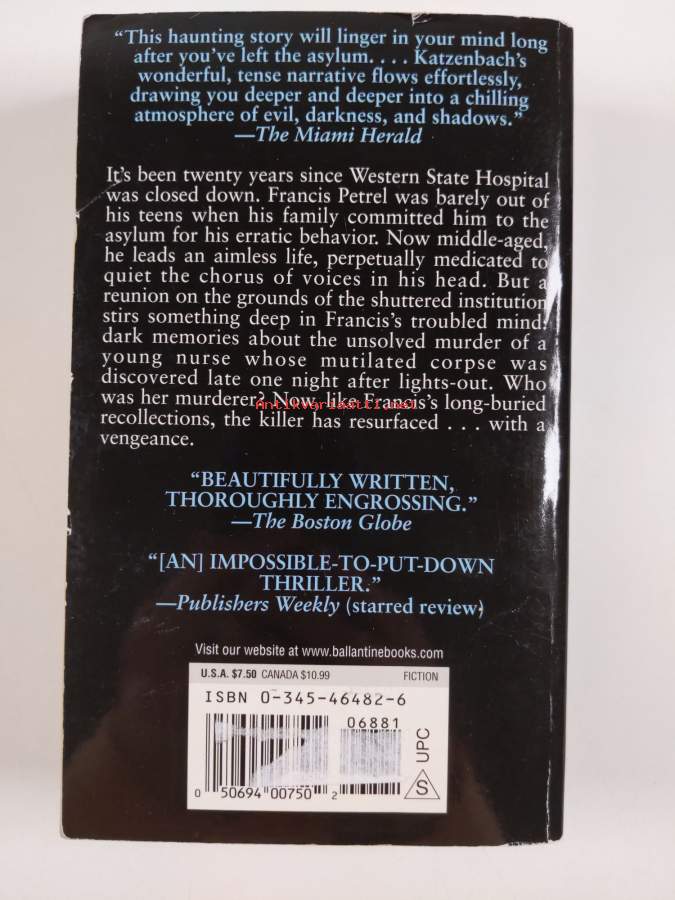 “This haunting story will linger in your mind long
after you’ve left the asylum. . . . Katzenbach’s
wonderful, tense narrative flows effortlessly,
drawing you deeper and deeper into a chilling
atmosphere of evil, darkness, and shadows.”
—The Miami Herald
It’s been twenty years since Western State Hospital
was closed down. Francis Petrel was barely out of
his teens when his family committed him to the
asylum for his erratic behavior. Now middle-aged,
he leads an aimless life, perpetually medicated to
quiet the chorus of voices in his head. But a
reunion on the grounds of the shuttered institution
stirs something deep in Francis’s troubled mind:
dark memories about the unsolved murder of a
young nurse whose mutilated corpse was
discovered late one night after lights-out. Who
was her murderer? Now, like Francis’s long-buried
Antikvariaatti.net
recollections, the killer has resurfaced . . . with a
vengeance.
“BEAUTIFULLY WRITTEN,
THOROUGHLY ENGROSSING.”
—The Boston Globe
“[AN] IMPOSSIBLE-TO-PUT-DOWN
THRILLER.”
—Publishers Weekly (starred review)
Visit our website at www.ballantinebooks.com
U.S.A. $7.50 CANADA $10.99 FICTION
ISBN 0-345-46482-6
06881
0 50694 00750 2
S UPC